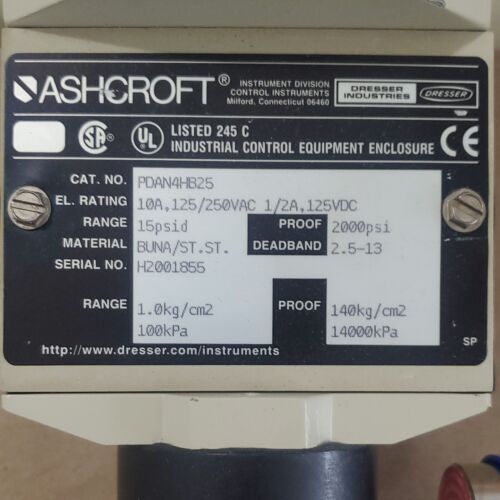 ASHCROFT®
INSTRUMENT DIVISION
CONTROL INSTRUMENTS
Milford, Connecticut 06460
DRESSER
INDUSTRIES
DRESSER
SA
UL
LISTED 245 C
INDUSTRIAL CONTROL EQUIPMENT ENCLOSURE
CE
CAT. NO. PDAN4HB25
EL. RATING 10A,125/250VAC 1/2A,125VDC
RANGE 15psid PROOF 2000psi
MATERIAL BUNA/ST.ST. DEADBAND 2.5-13
SERIAL NO. H2001855
RANGE 1.0kg/cm2 PROOF 140kg/cm2
100kPa 14000kPa
SP
http://www.dresser.com/instruments